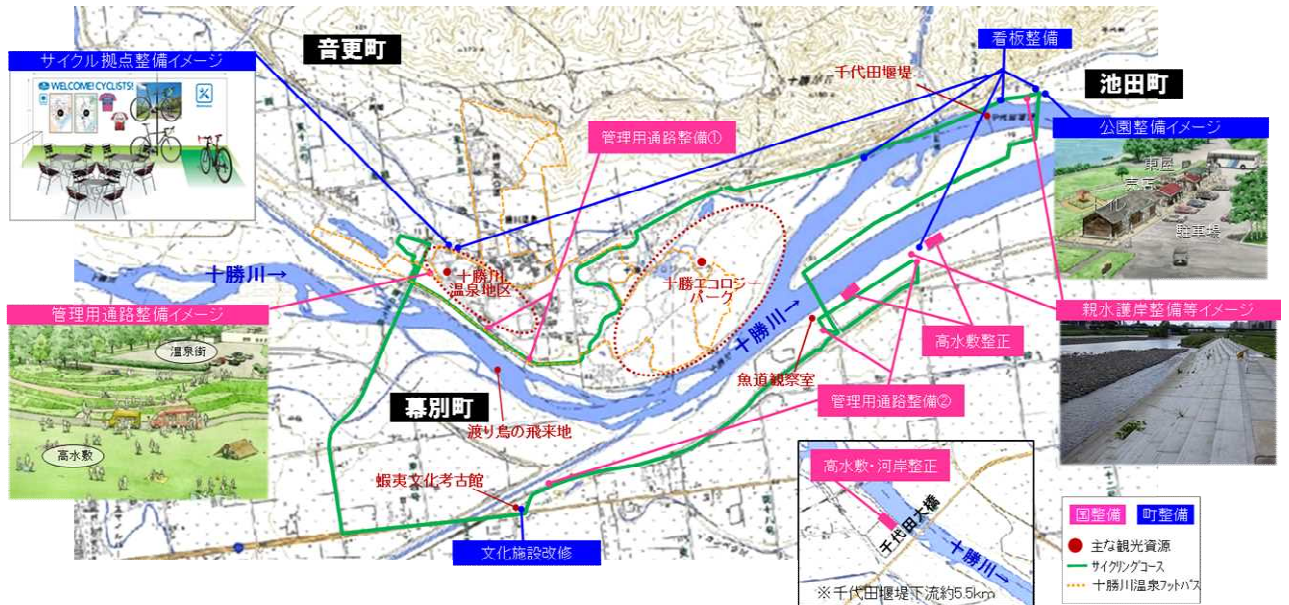 音更町
看板整備
サイクル拠点整備イメージ
WELCOME! CYCLISTS!
千代田堰堤
池田町
公園整備イメージ
管理用通路整備①
東屋
売店
駐車場
十勝川→
十勝川
温泉地区
十勝エコロジー
パーク
十勝川→
管理用通路整備イメージ
温泉街
高水敷
親水護岸整備等イメージ
高水敷整正
魚道観察室
管理用通路整備②
幕別町
渡り鳥の飛来地
蝦夷文化考古館
文化施設改修
高水敷・河岸整正
千代田大橋
十勝川→
※千代田堰堤下流約5.5km
国整備
町整備
主な観光資源
サイクリングコース
十勝川温泉フットパス